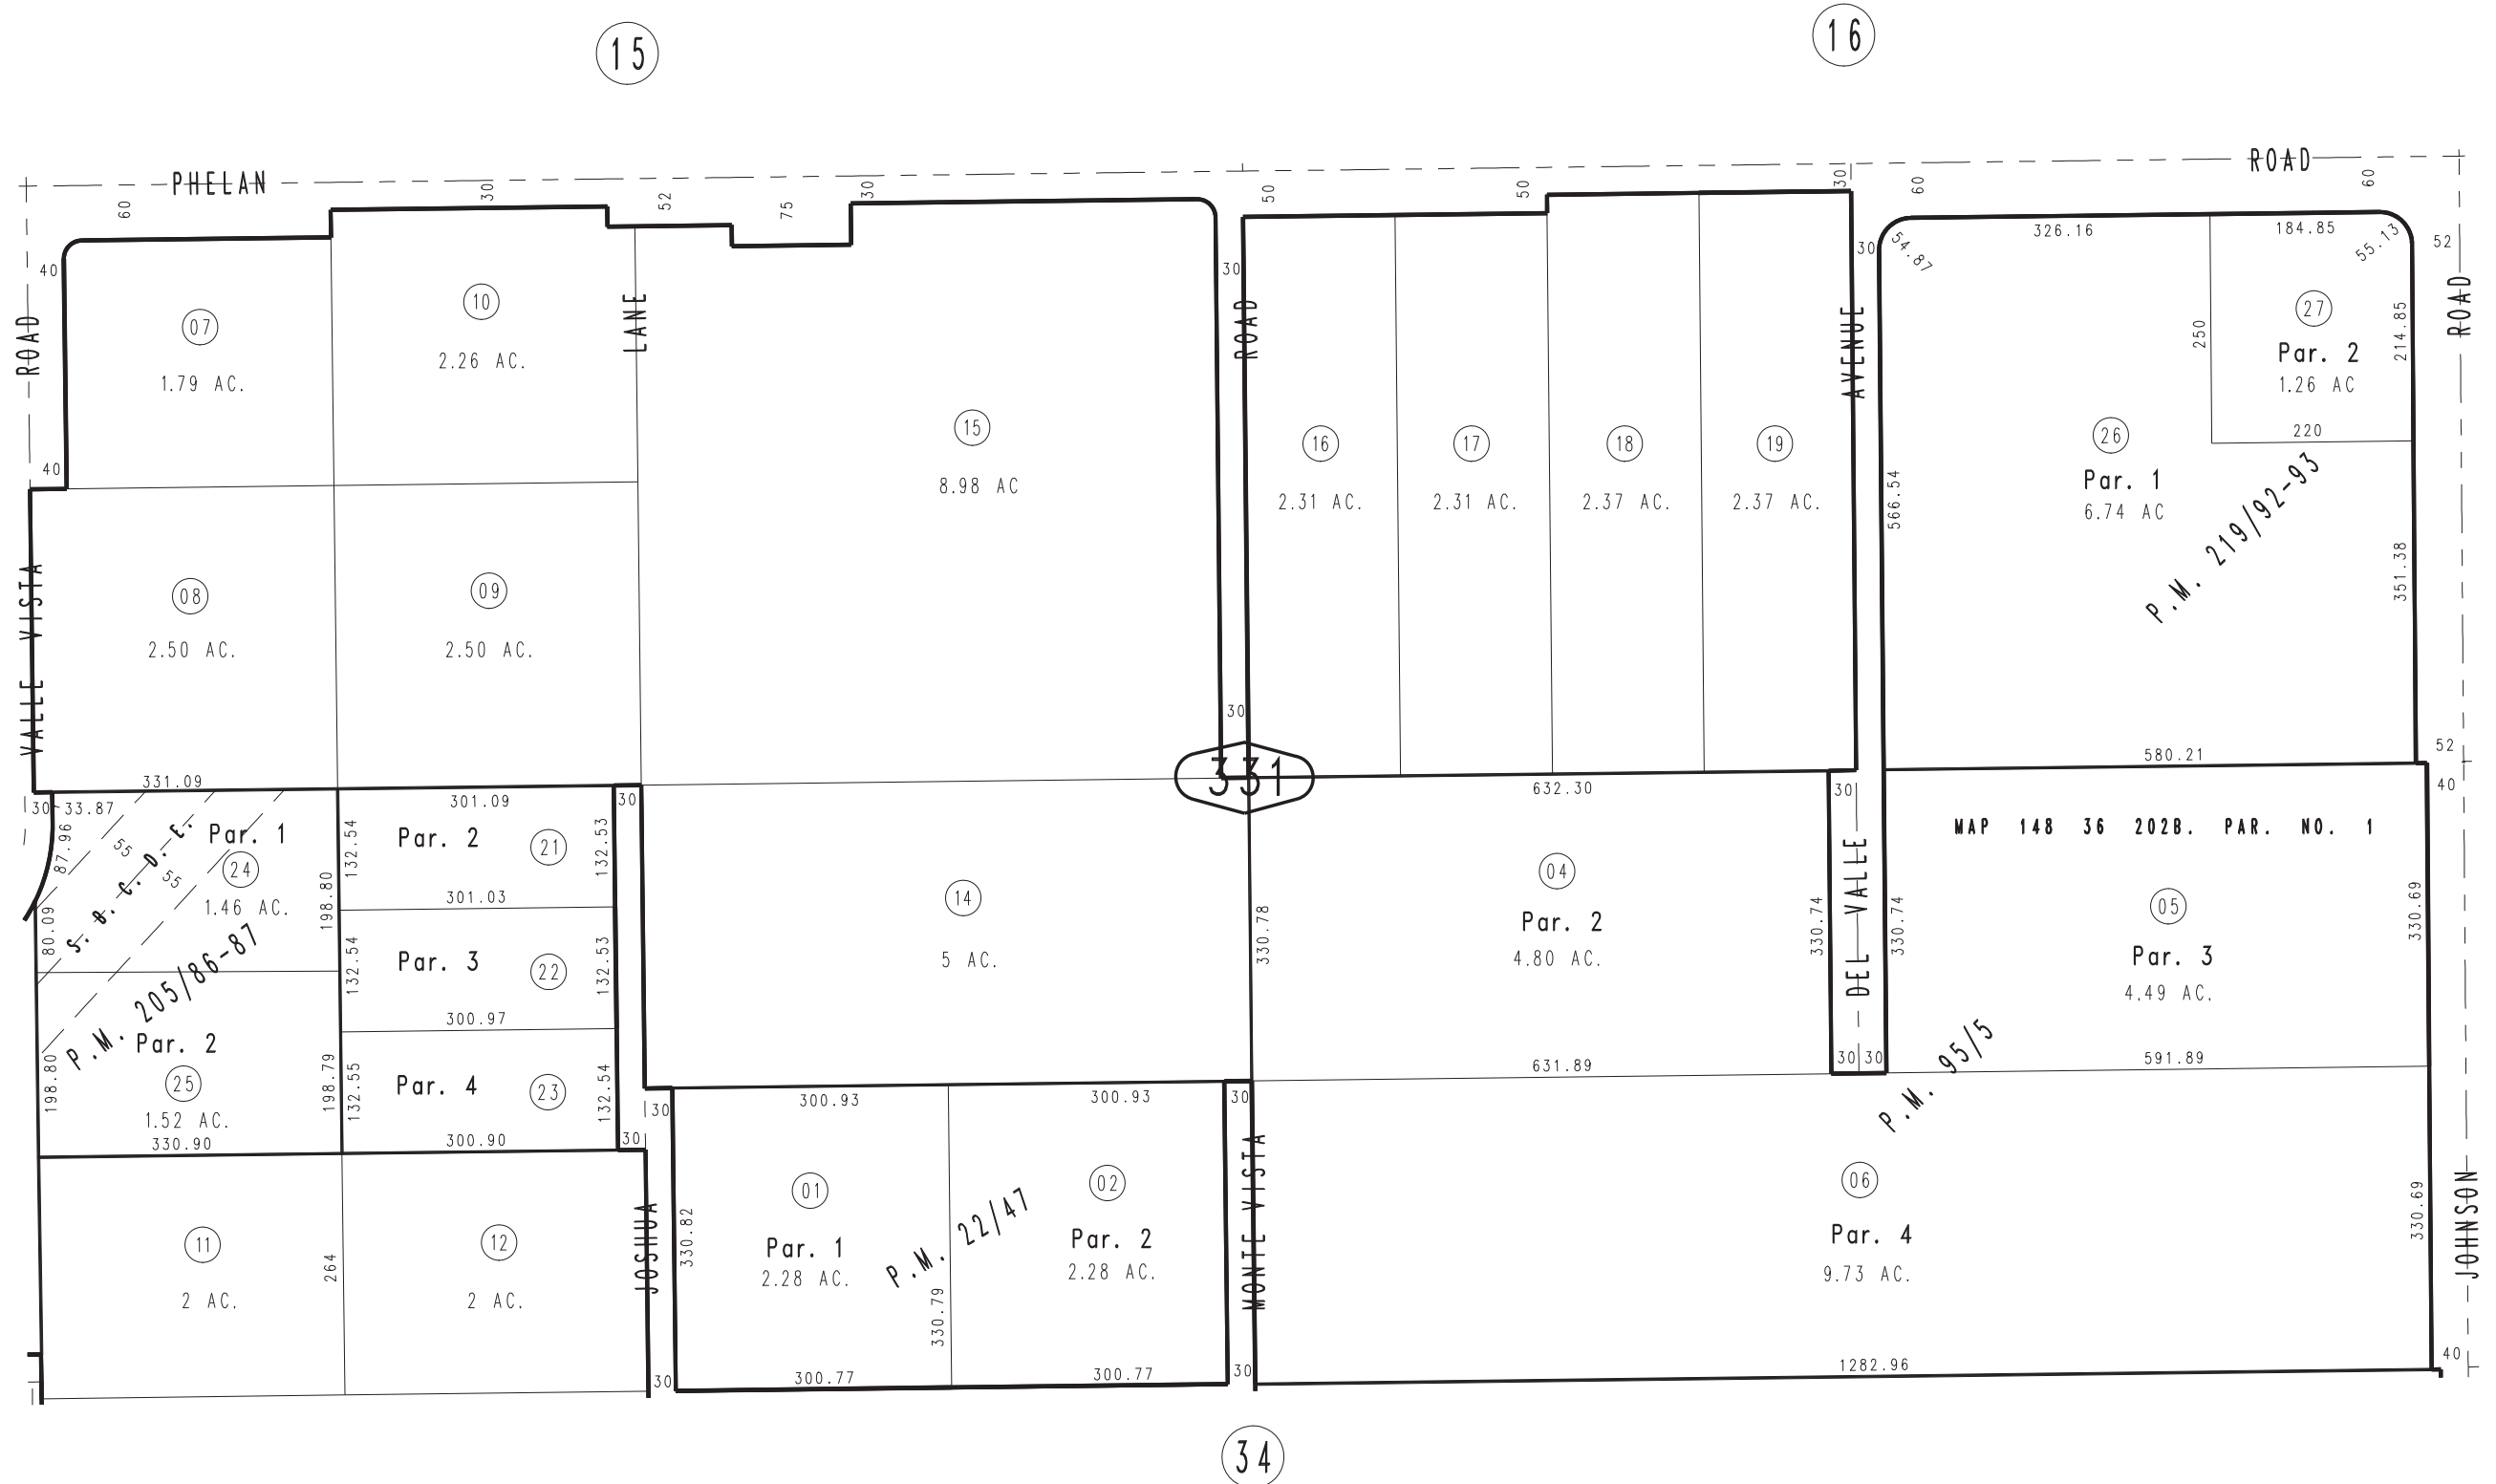 15
16
PHELAN
ROAD
60
30
52
75
30
50
50
30
60
60
40
30
30
54.87
326.16
184.85
55.13
52
07
1.79 AC.
10
2.26 AC.
LANE
ROAD
ROAD
AVENUE
ROAD
250
27
Par. 2
1.26 AC
214.85
220
15
8.98 AC
16
2.31 AC.
17
2.31 AC.
18
2.37 AC.
19
2.37 AC.
26
Par. 1
6.74 AC
P.M. 219/92-93
566.54
351.38
40
08
2.50 AC.
09
2.50 AC.
VALLE VISTA
30
331
580.21
52
331.09
301.09
30
632.30
30
40
30
33.87
87.96
55
55
S. B. C. O. E.
Par. 1
24
1.46 AC.
198.80
80.09
132.54
Par. 2
21
132.53
301.03
MAP 148 36 202B. PAR. NO. 1
14
5 AC.
330.78
04
Par. 2
4.80 AC.
330.74
DEL VALLE
330.74
05
Par. 3
4.49 AC.
330.69
132.54
Par. 3
22
132.53
300.97
P.M. 205/86-87
Par. 2
25
1.52 AC.
198.80
198.79
330.90
132.55
Par. 4
23
132.54
300.90
30
30
300.93
300.93
30
631.89
30
30
591.89
P.M. 95/5
11
2 AC.
264
12
2 AC.
JOSHUA
330.82
01
Par. 1
2.28 AC.
P.M. 22/47
330.79
02
Par. 2
2.28 AC.
MONTE VISTA
06
Par. 4
9.73 AC.
330.69
JOHNSON
30
300.77
300.77
30
1282.96
40
34